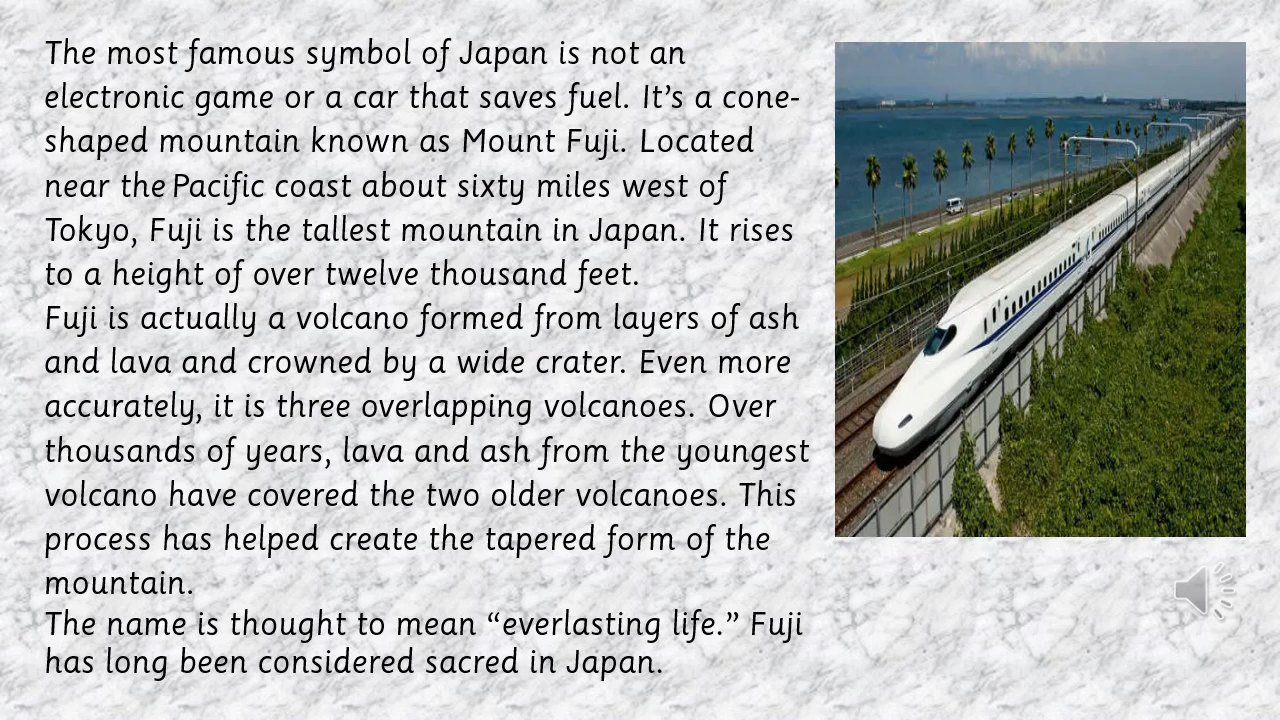 The most famous symbol of Japan is not an
electronic game or a car that saves fuel. It’s a cone-
shaped mountain known as Mount Fuji. Located
near the Pacific coast about sixty miles west of
Tokyo, Fuji is the tallest mountain in Japan. It rises
to a height of over twelve thousand feet.
Fuji is actually a volcano formed from layers of ash
and lava and crowned by a wide crater. Even more
accurately, it is three overlapping volcanoes. Over
thousands of years, lava and ash from the youngest
volcano have covered the two older volcanoes. This
process has helped create the tapered form of the
mountain.
The name is thought to mean “everlasting life.” Fuji
has long been considered sacred in Japan.